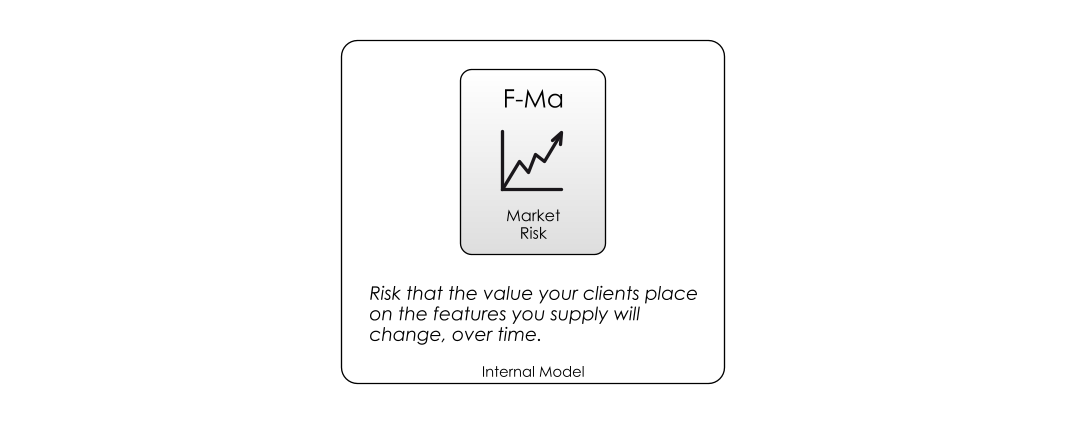 F-Ma
Market
Risk
Risk that the value your clients place
on the features you supply will
change, over time.
Internal Model